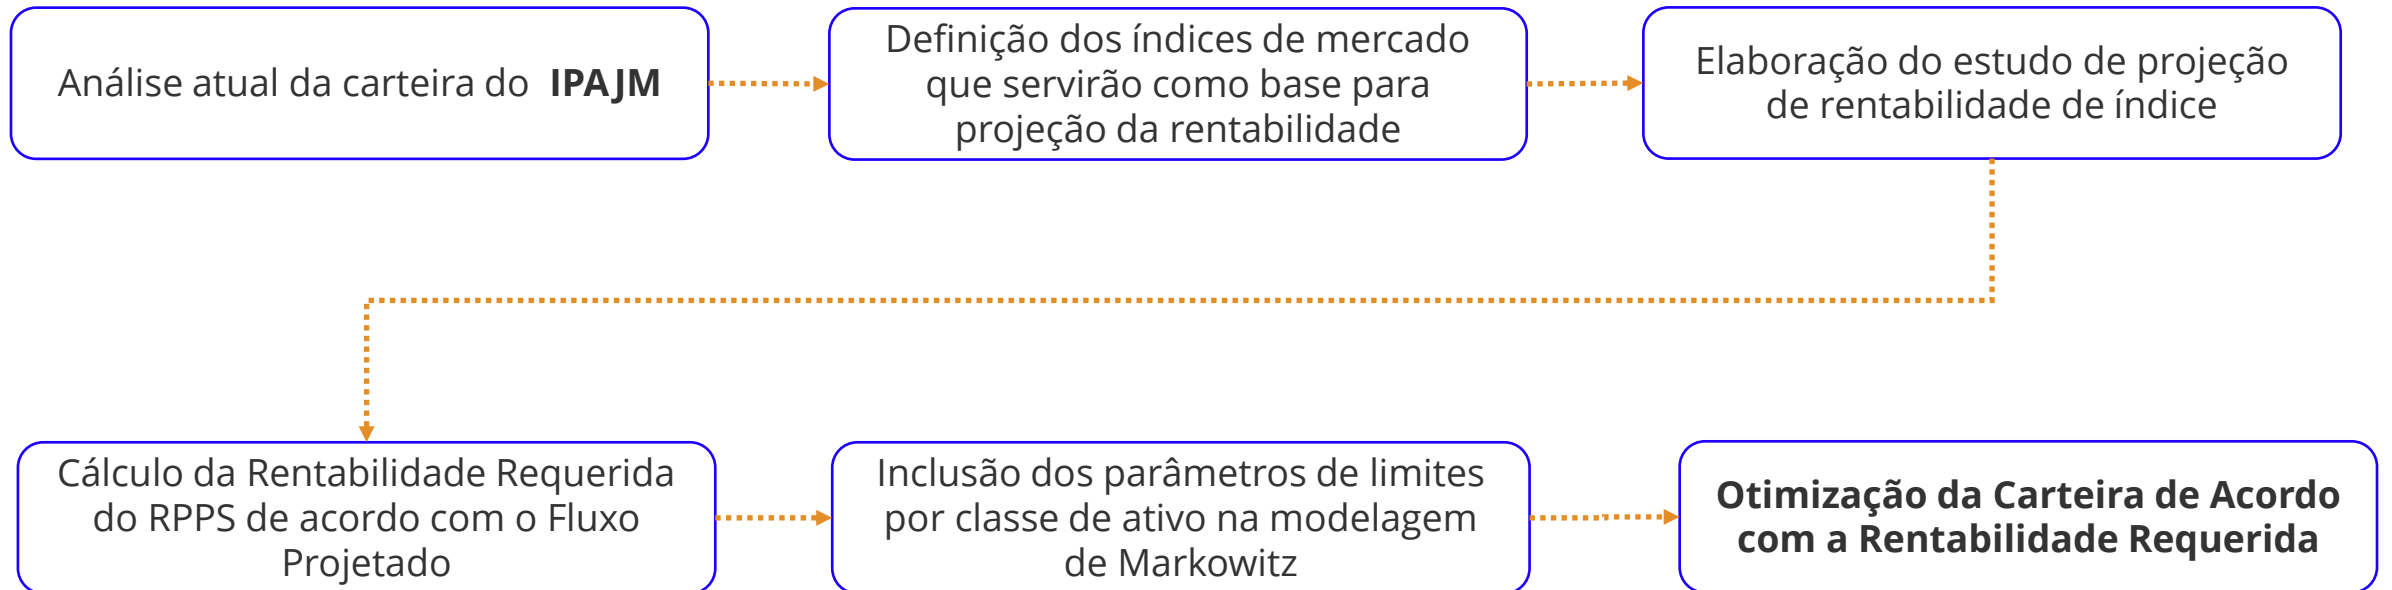 Análise atual da carteira do IPAJM
Definição dos índices de mercado
que servirão como base para
projeção da rentabilidade
Elaboração do estudo de projeção
de rentabilidade de índice
Cálculo da Rentabilidade Requerida
do RPPS de acordo com o Fluxo
Projetado
Inclusão dos parâmetros de limites
por classe de ativo na modelagem
de Markowitz
Otimização da Carteira de Acordo
com a Rentabilidade Requerida